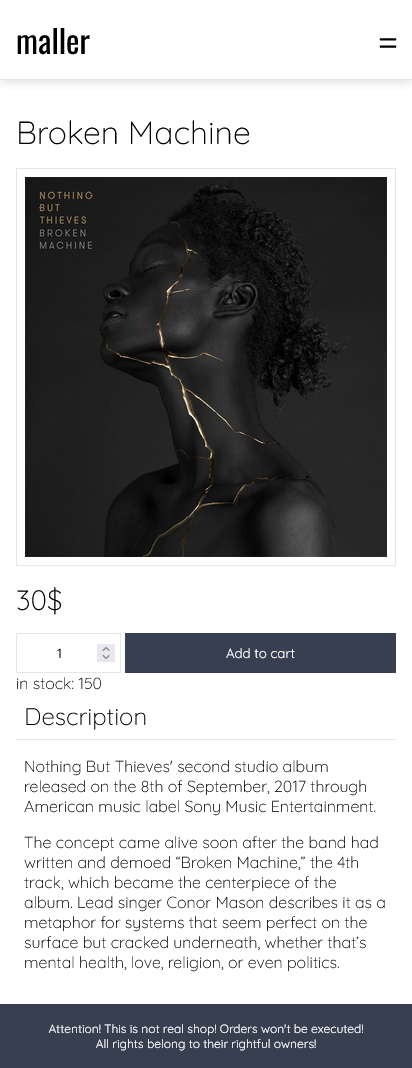 maller
Broken Machine
NOTHING
BUT
THIEVES
BROKEN
MACHINE
30$
1
Add to cart
in stock: 150
Description
Nothing But Thieves' second studio album
released on the 8th of September, 2017 through
American music label Sony Music Entertainment.
The concept came alive soon after the band had
written and demoed “Broken Machine,” the 4th
track, which became the centerpiece of the
album. Lead singer Conor Mason describes it as a
metaphor for systems that seem perfect on the
surface but cracked underneath, whether that’s
mental health, love, religion, or even politics.
Attention! This is not real shop! Orders won't be executed!
All rights belong to their rightful owners!